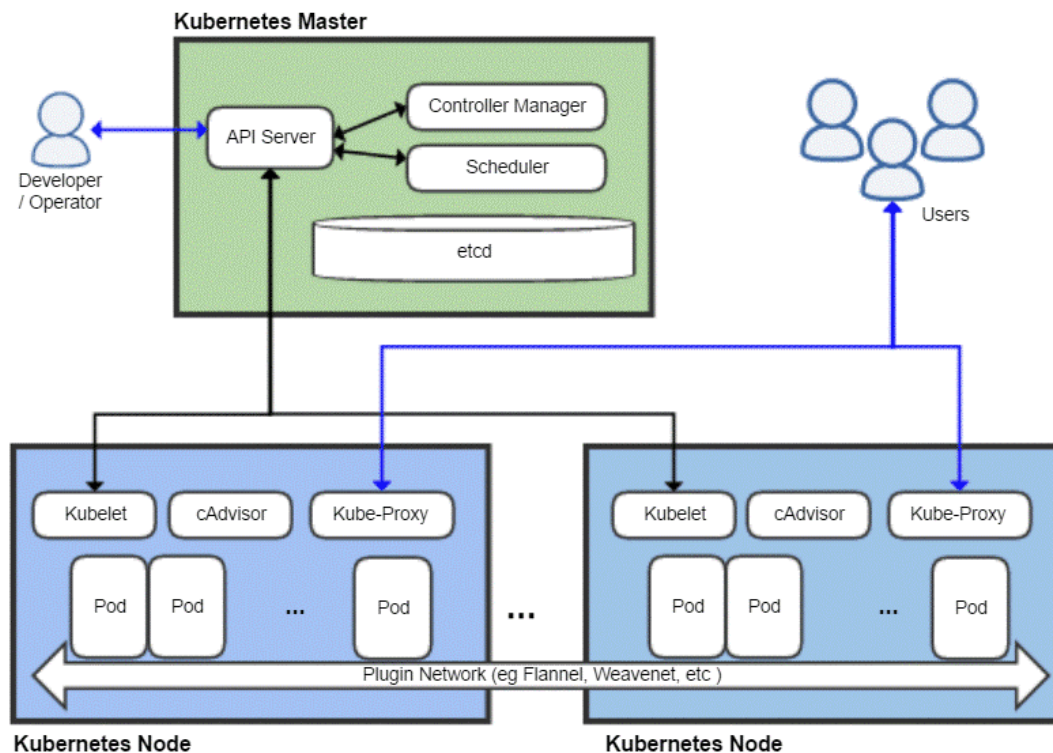 Kubernetes Master
API Server
Controller Manager
Scheduler
etcd
Developer
/ Operator
Users
Kubelet
cAdvisor
Kube-Proxy
Pod
Pod
...
Pod
...
Kubelet
cAdvisor
Kube-Proxy
Pod
Pod
...
Pod
Plugin Network (eg Flannel, Weavenet, etc )
Kubernetes Node
Kubernetes Node